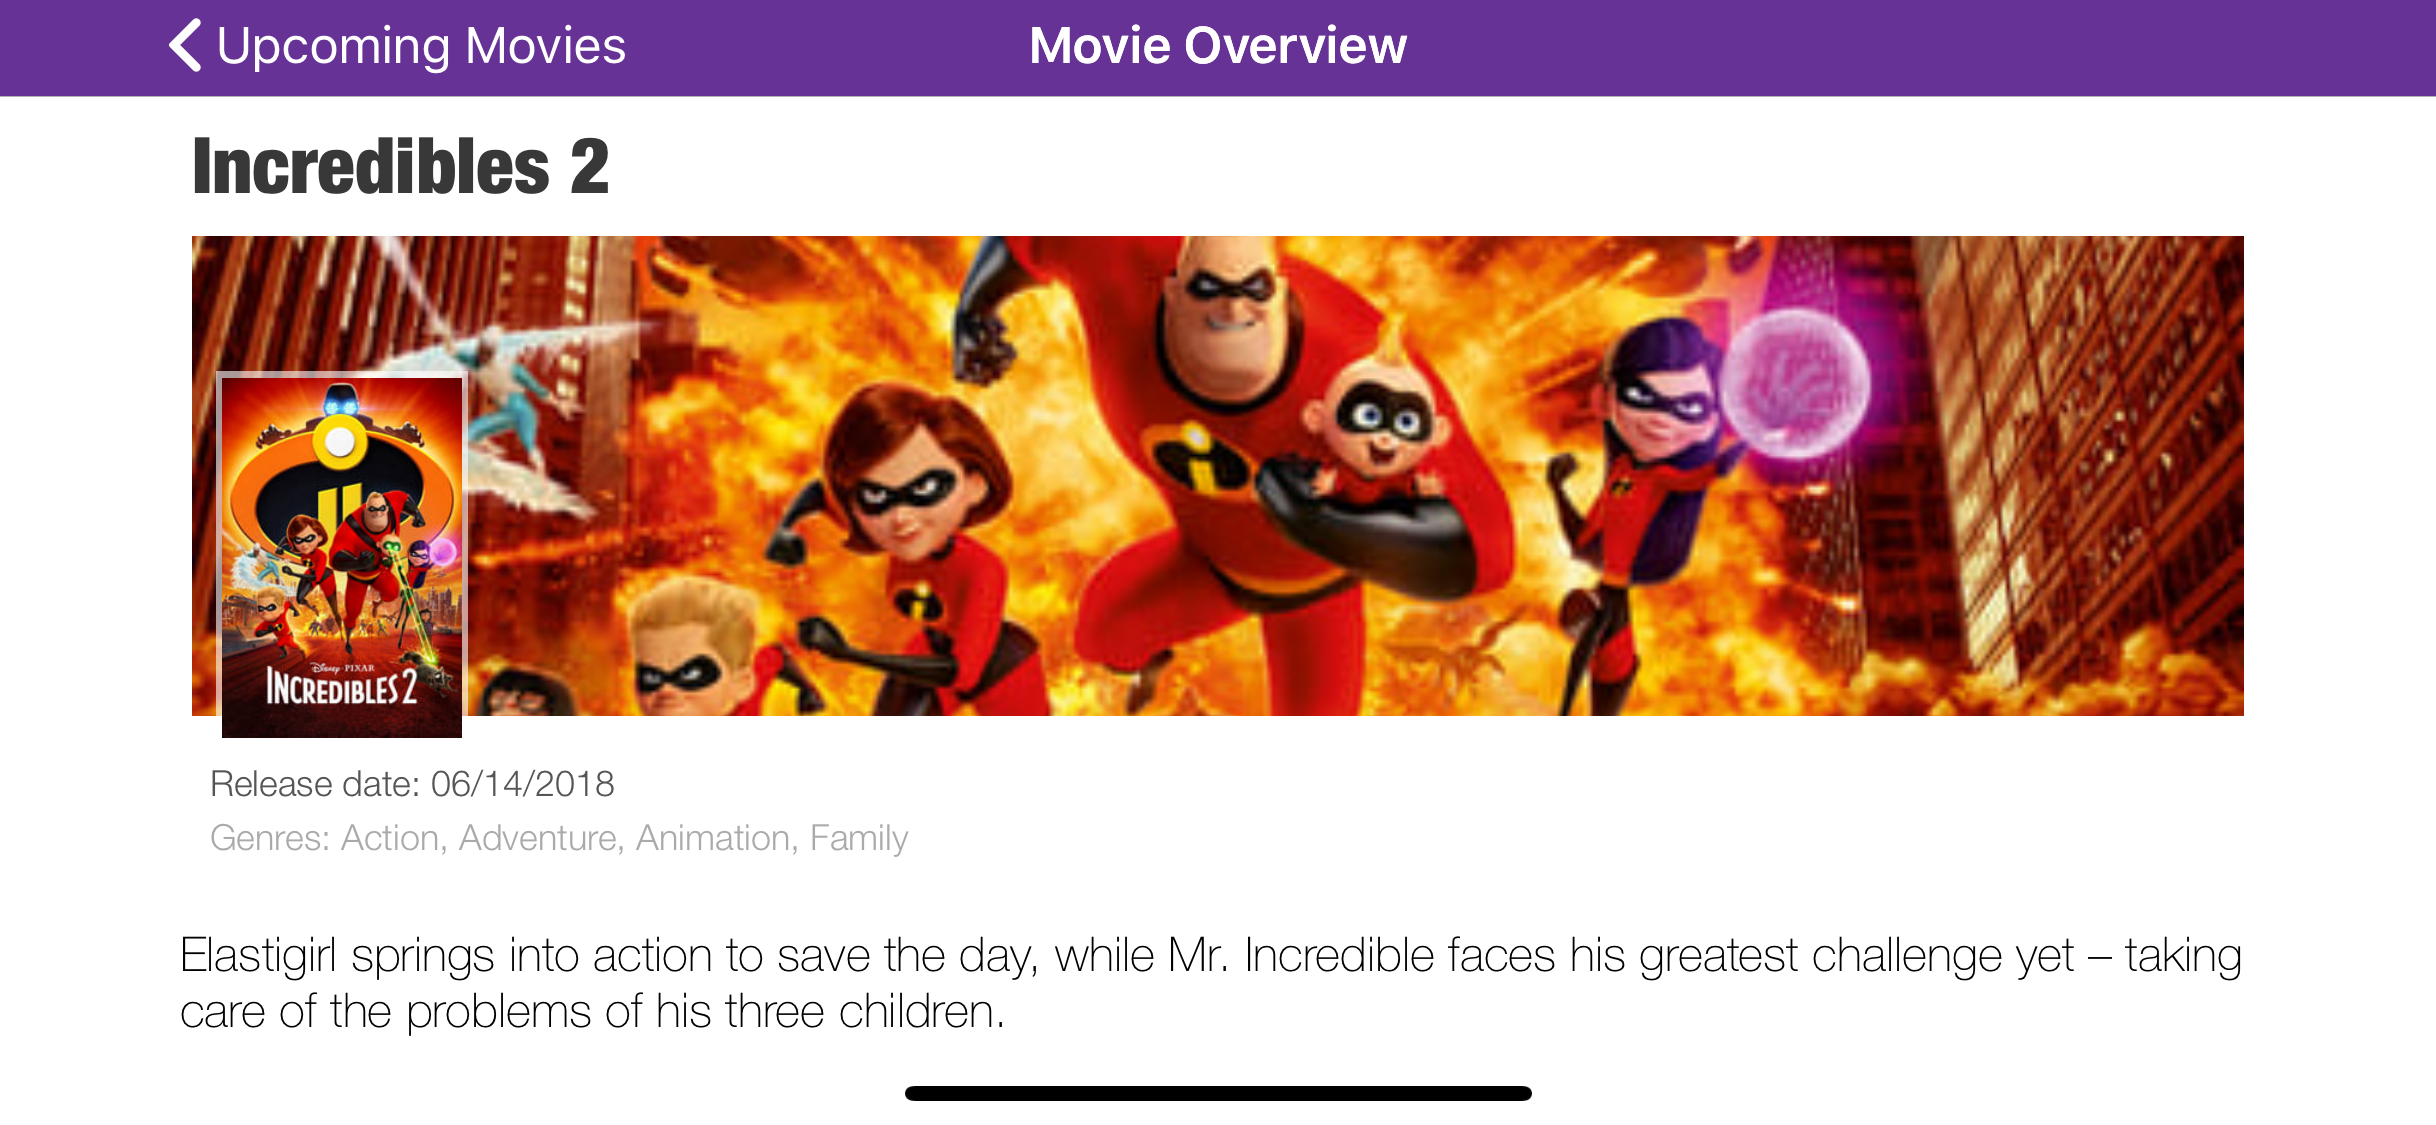 Upcoming Movies
Movie Overview
Incredibles 2
Disney · PIXAR
INCREDIBLES 2
Release date: 06/14/2018
Genres: Action, Adventure, Animation, Family
Elastigirl springs into action to save the day, while Mr. Incredible faces his greatest challenge yet – taking
care of the problems of his three children.